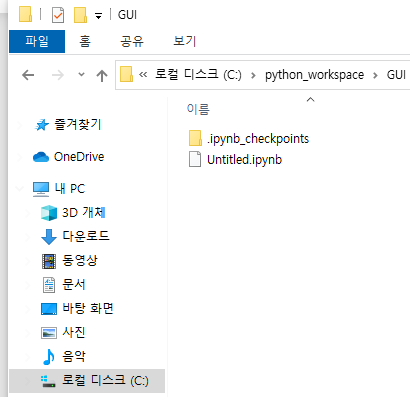 GUI
파일 홈 공유 보기
« 로컬 디스크 (C:) > python_workspace > GUI
이름
.ipynb_checkpoints
Untitled.ipynb
즐겨찾기
OneDrive
내 PC
3D 개체
다운로드
동영상
문서
바탕 화면
사진
음악
로컬 디스크 (C:)